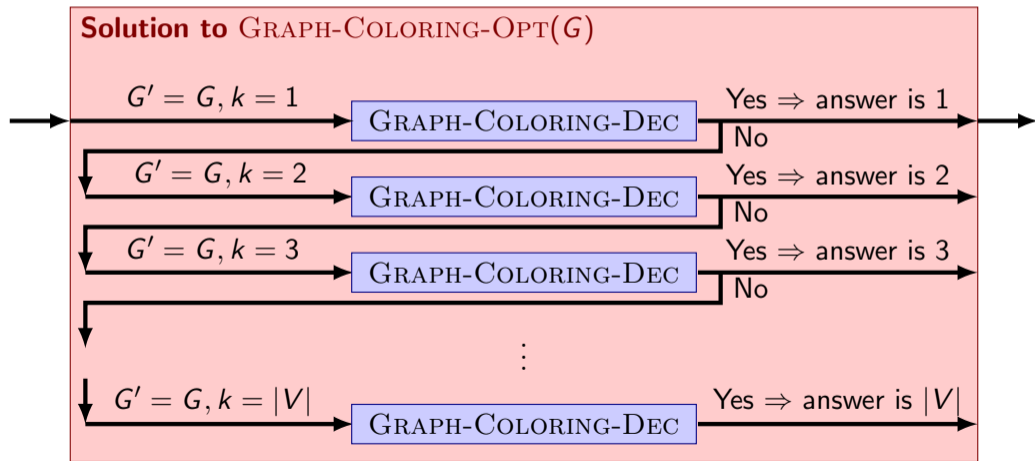 Solution to GRAPH-COLORING-OPT(G)
G′ = G, k = 1 GRAPH-COLORING-DEC Yes ⇒ answer is 1
No
G′ = G, k = 2 GRAPH-COLORING-DEC Yes ⇒ answer is 2
No
G′ = G, k = 3 GRAPH-COLORING-DEC Yes ⇒ answer is 3
No
⋮
G′ = G, k = |V| GRAPH-COLORING-DEC Yes ⇒ answer is |V|